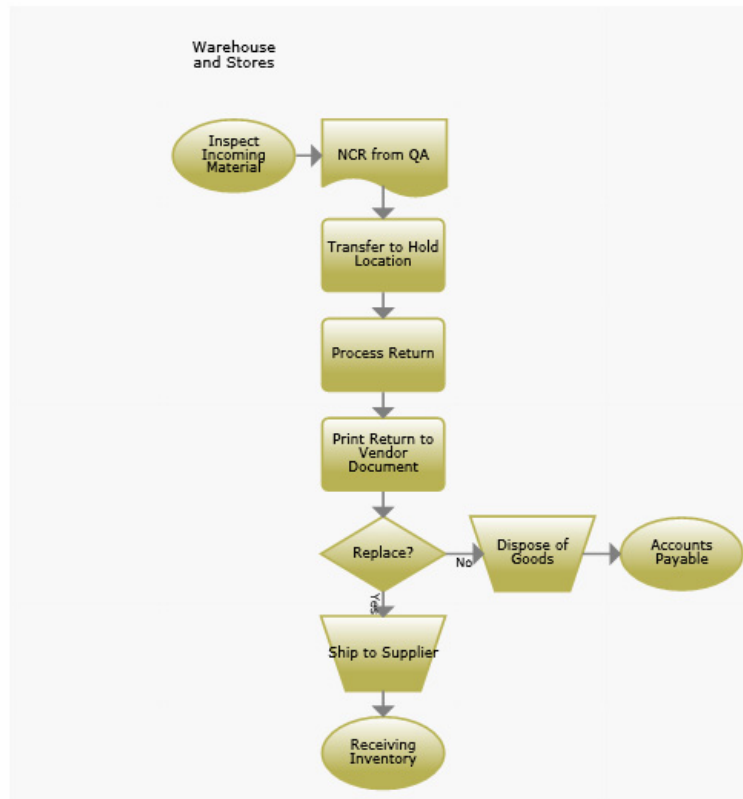 Warehouse
and Stores
Inspect
Incoming
Material
NCR from QA
Transfer to Hold
Location
Process Return
Print Return to
Vendor
Document
Replace?
No
Dispose of
Goods
Accounts
Payable
Yes
Ship to Supplier
Receiving
Inventory